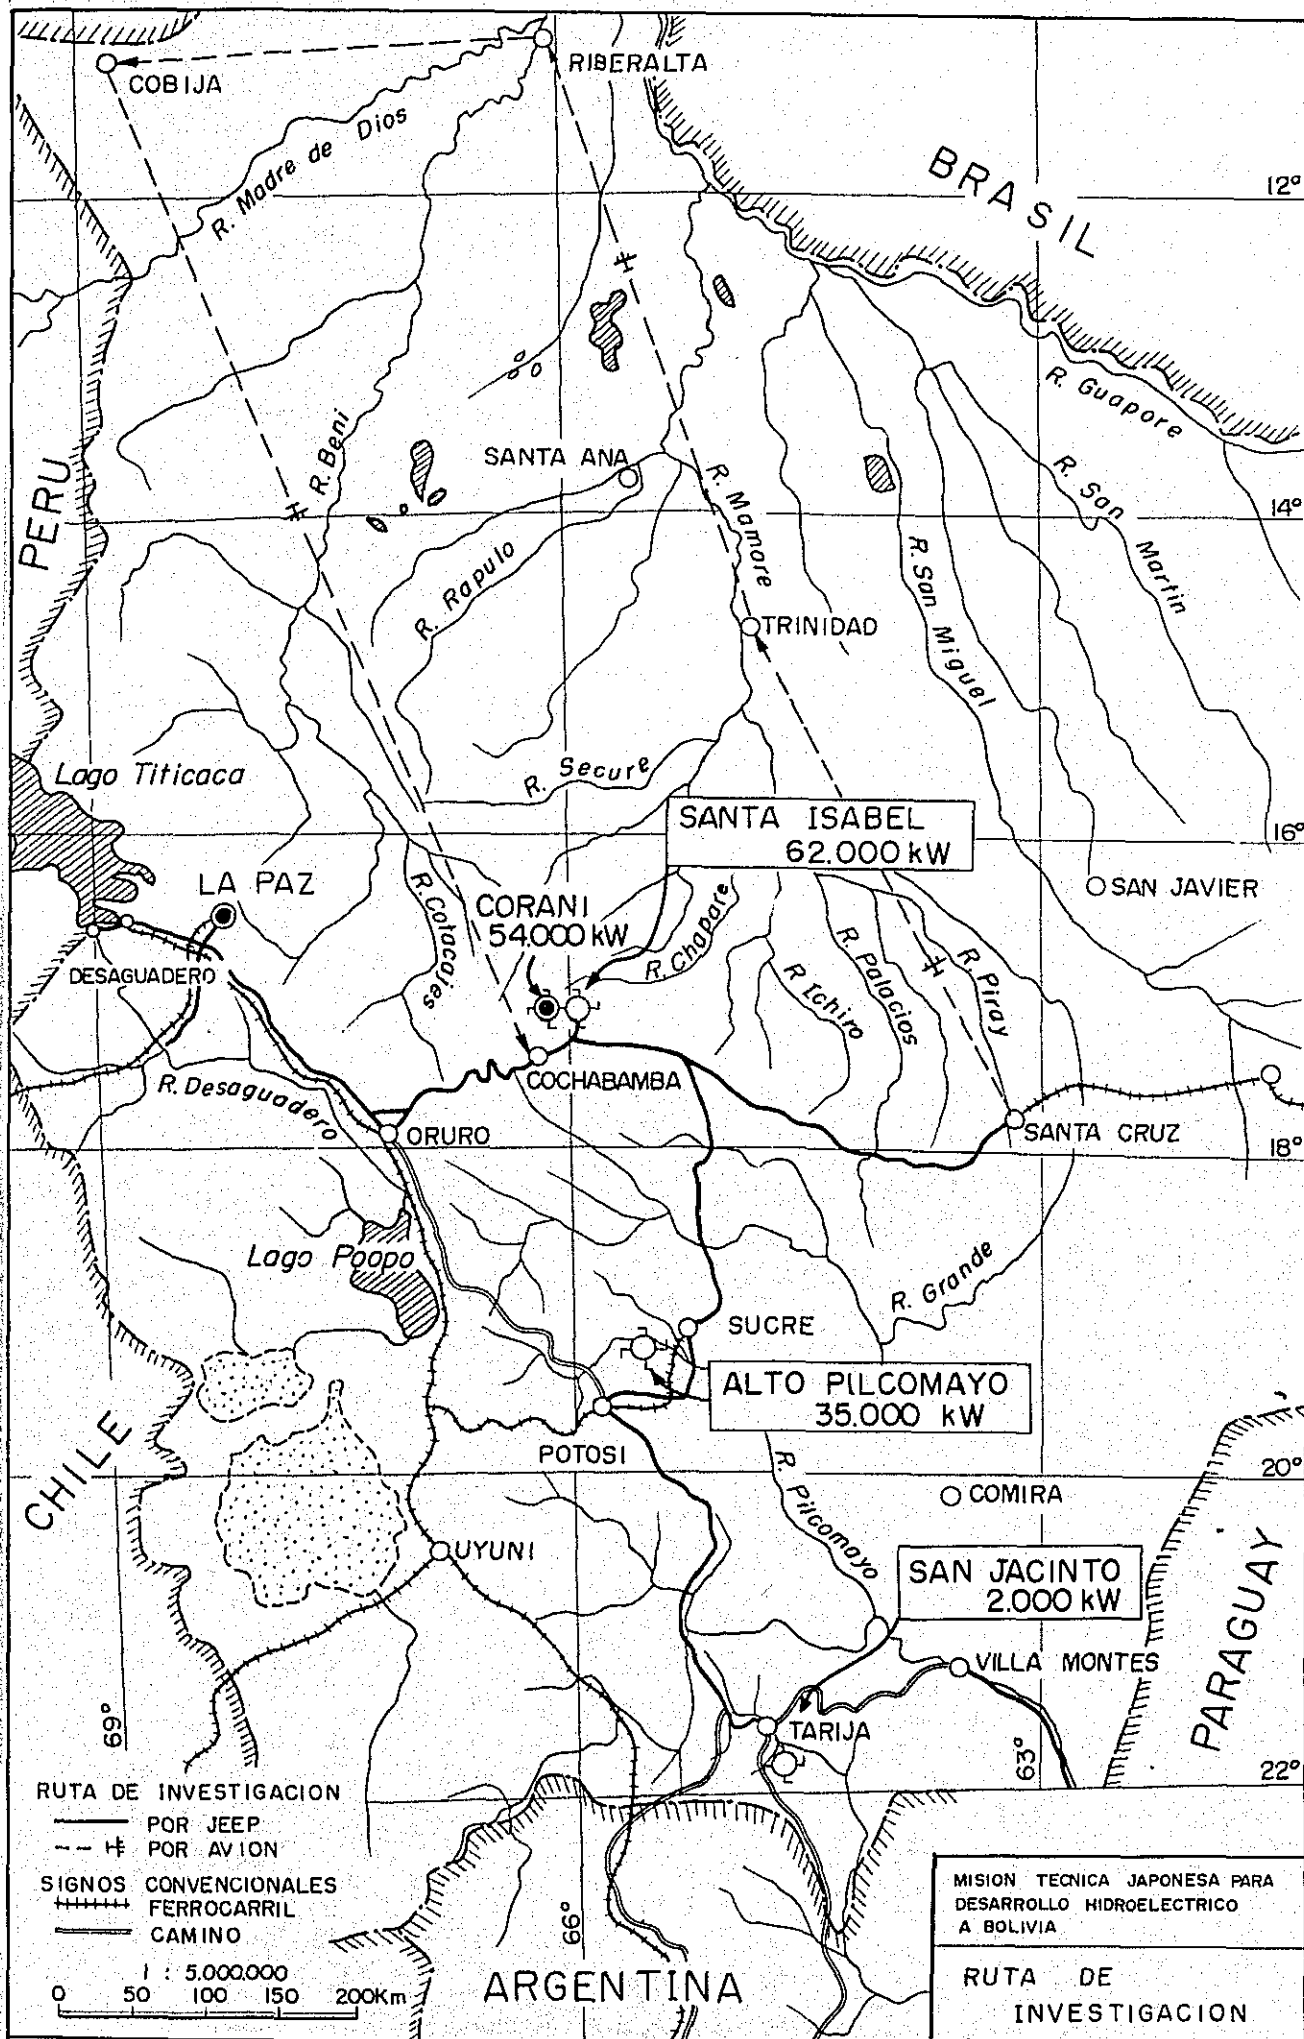 COBIJA
RIBERALTA
R. Madre de Dios
BRASIL
12°
R. Guapore
R. Beni
PERU
SANTA ANA
R. Mamore
R. San Martin
14°
R. Rapulo
R. San Miguel
TRINIDAD
Lago Titicaca
R. Secure
SANTA ISABEL
62.000 kW
16°
LA PAZ
SAN JAVIER
R. Cotacajes
CORANI
54.000 kW
R. Chapare
R. Ichiro
R. Palacios
R. Piray
DESAGUADERO
R. Desaguadero
COCHABAMBA
ORURO
SANTA CRUZ
18°
Lago Poopo
R. Grande
SUCRE
ALTO PILCOMAYO
35.000 kW
CHILE
POTOSI
20°
R. Pilcomayo
COMIRA
UYUNI
SAN JACINTO
2.000 kW
PARAGUAY
VILLA MONTES
TARIJA
69°
63°
22°
66°
ARGENTINA
RUTA DE INVESTIGACION
POR JEEP
POR AVION
SIGNOS CONVENCIONALES
FERROCARRIL
CAMINO
1 : 5.000.000
0 50 100 150 200Km
MISION TECNICA JAPONESA PARA
DESARROLLO HIDROELECTRICO
A BOLIVIA
RUTA DE
INVESTIGACION